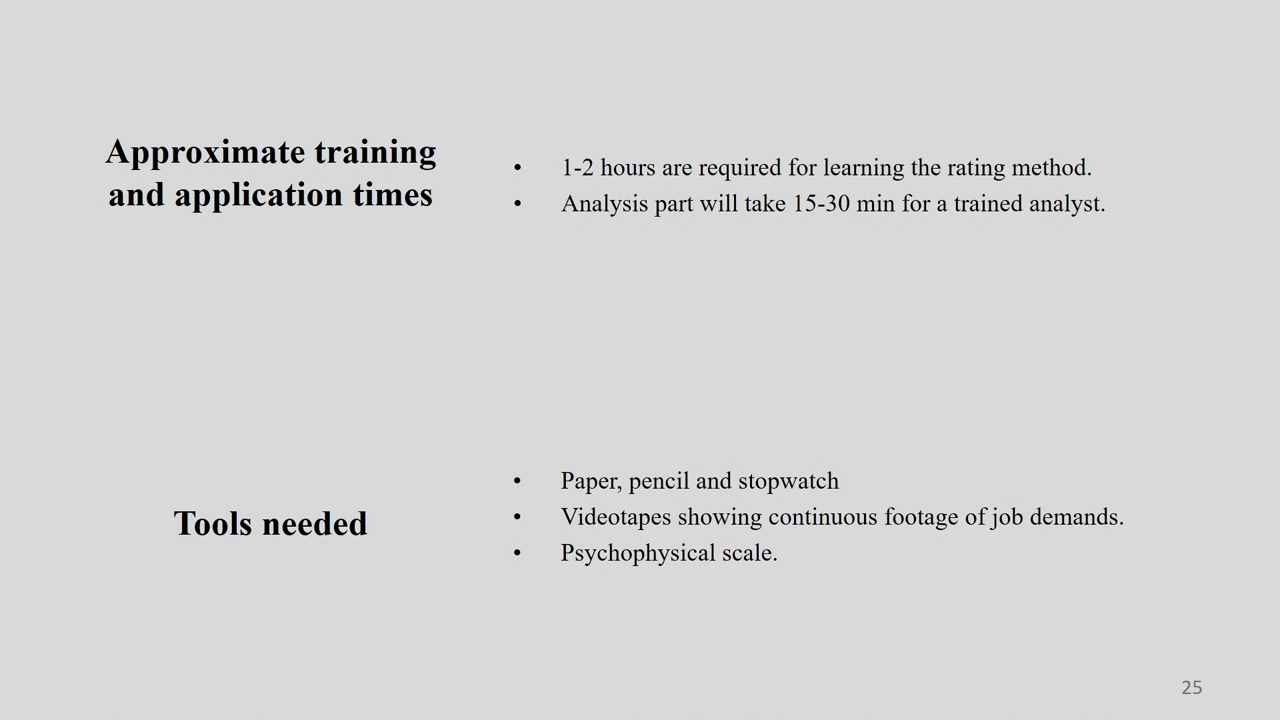 Approximate training
and application times
• 1-2 hours are required for learning the rating method.
• Analysis part will take 15-30 min for a trained analyst.
Tools needed
• Paper, pencil and stopwatch
• Videotapes showing continuous footage of job demands.
• Psychophysical scale.
25